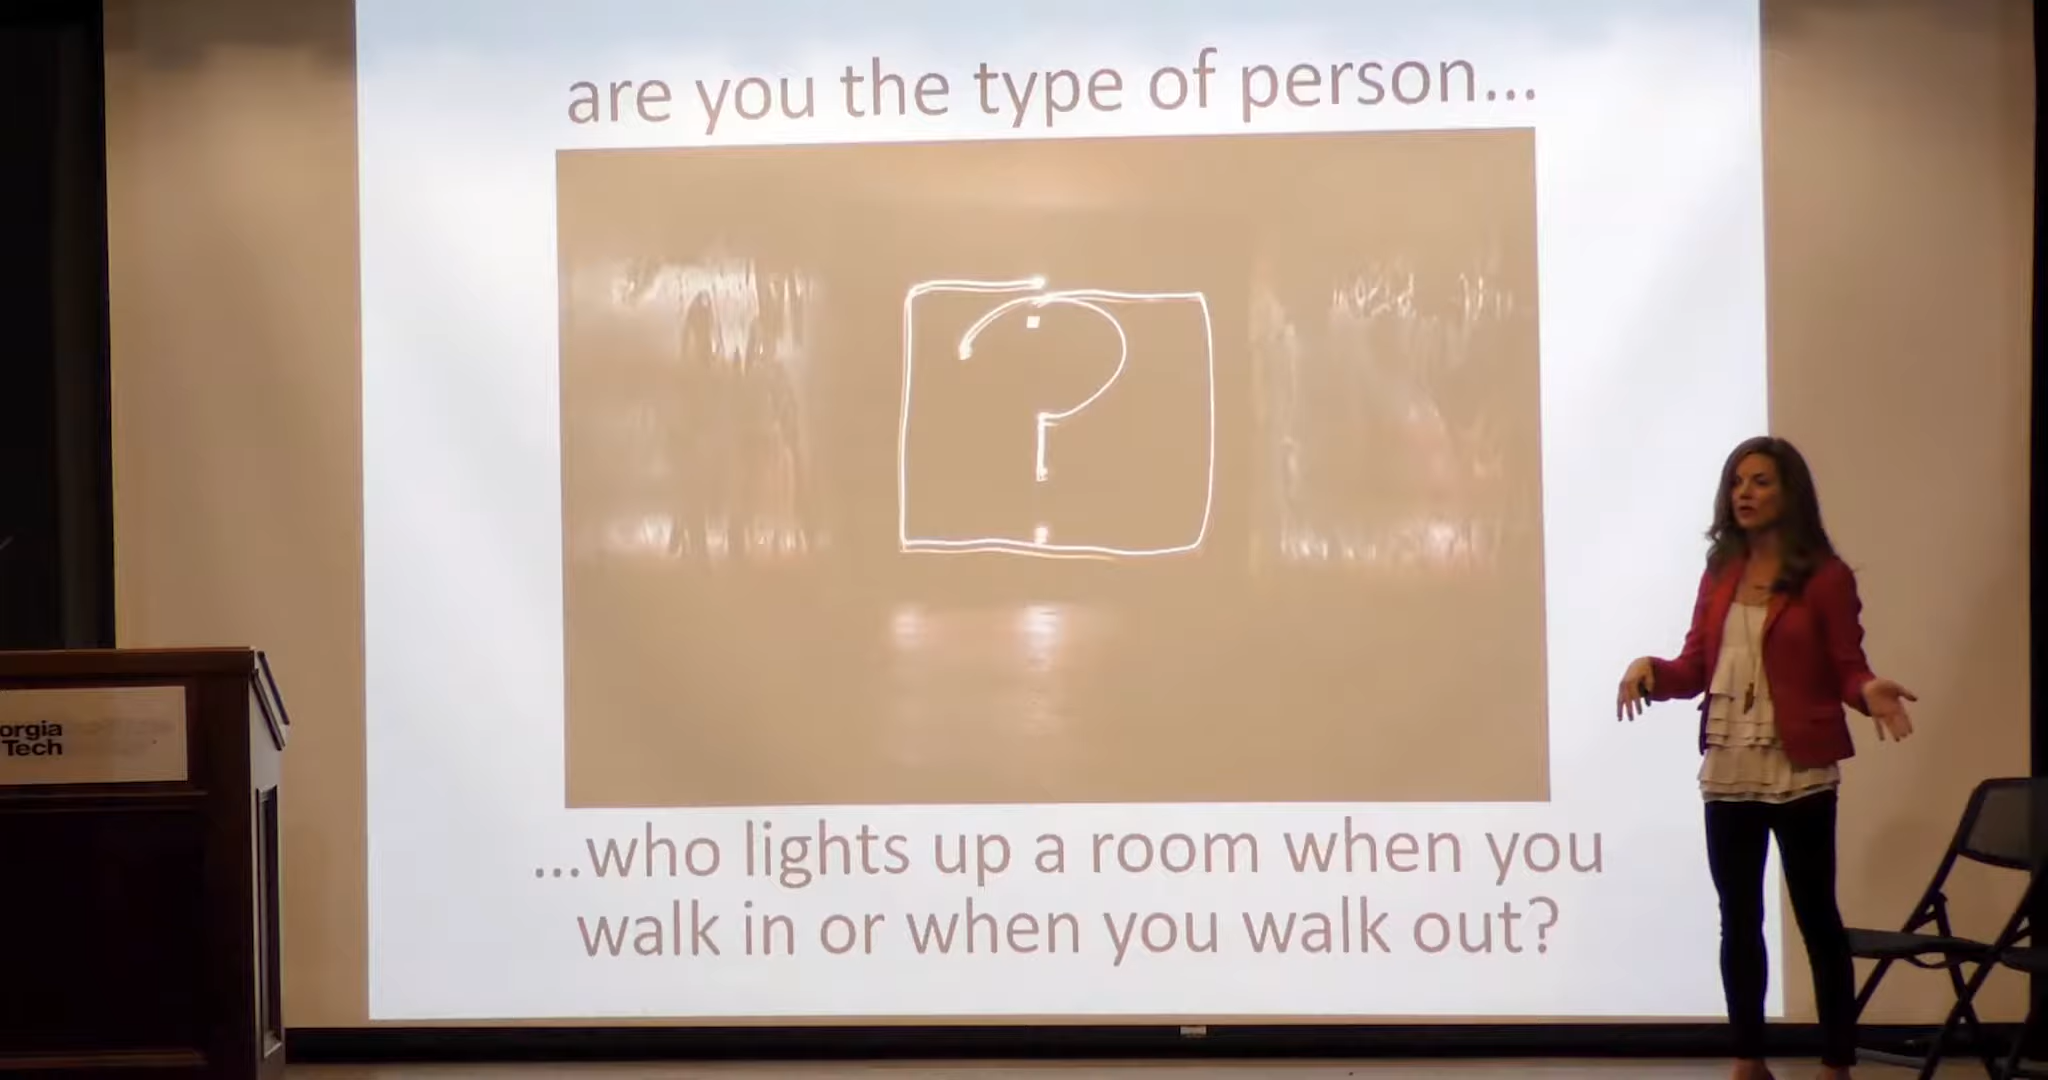 are you the type of person...
?
...who lights up a room when you
walk in or when you walk out?
orgia
Tech